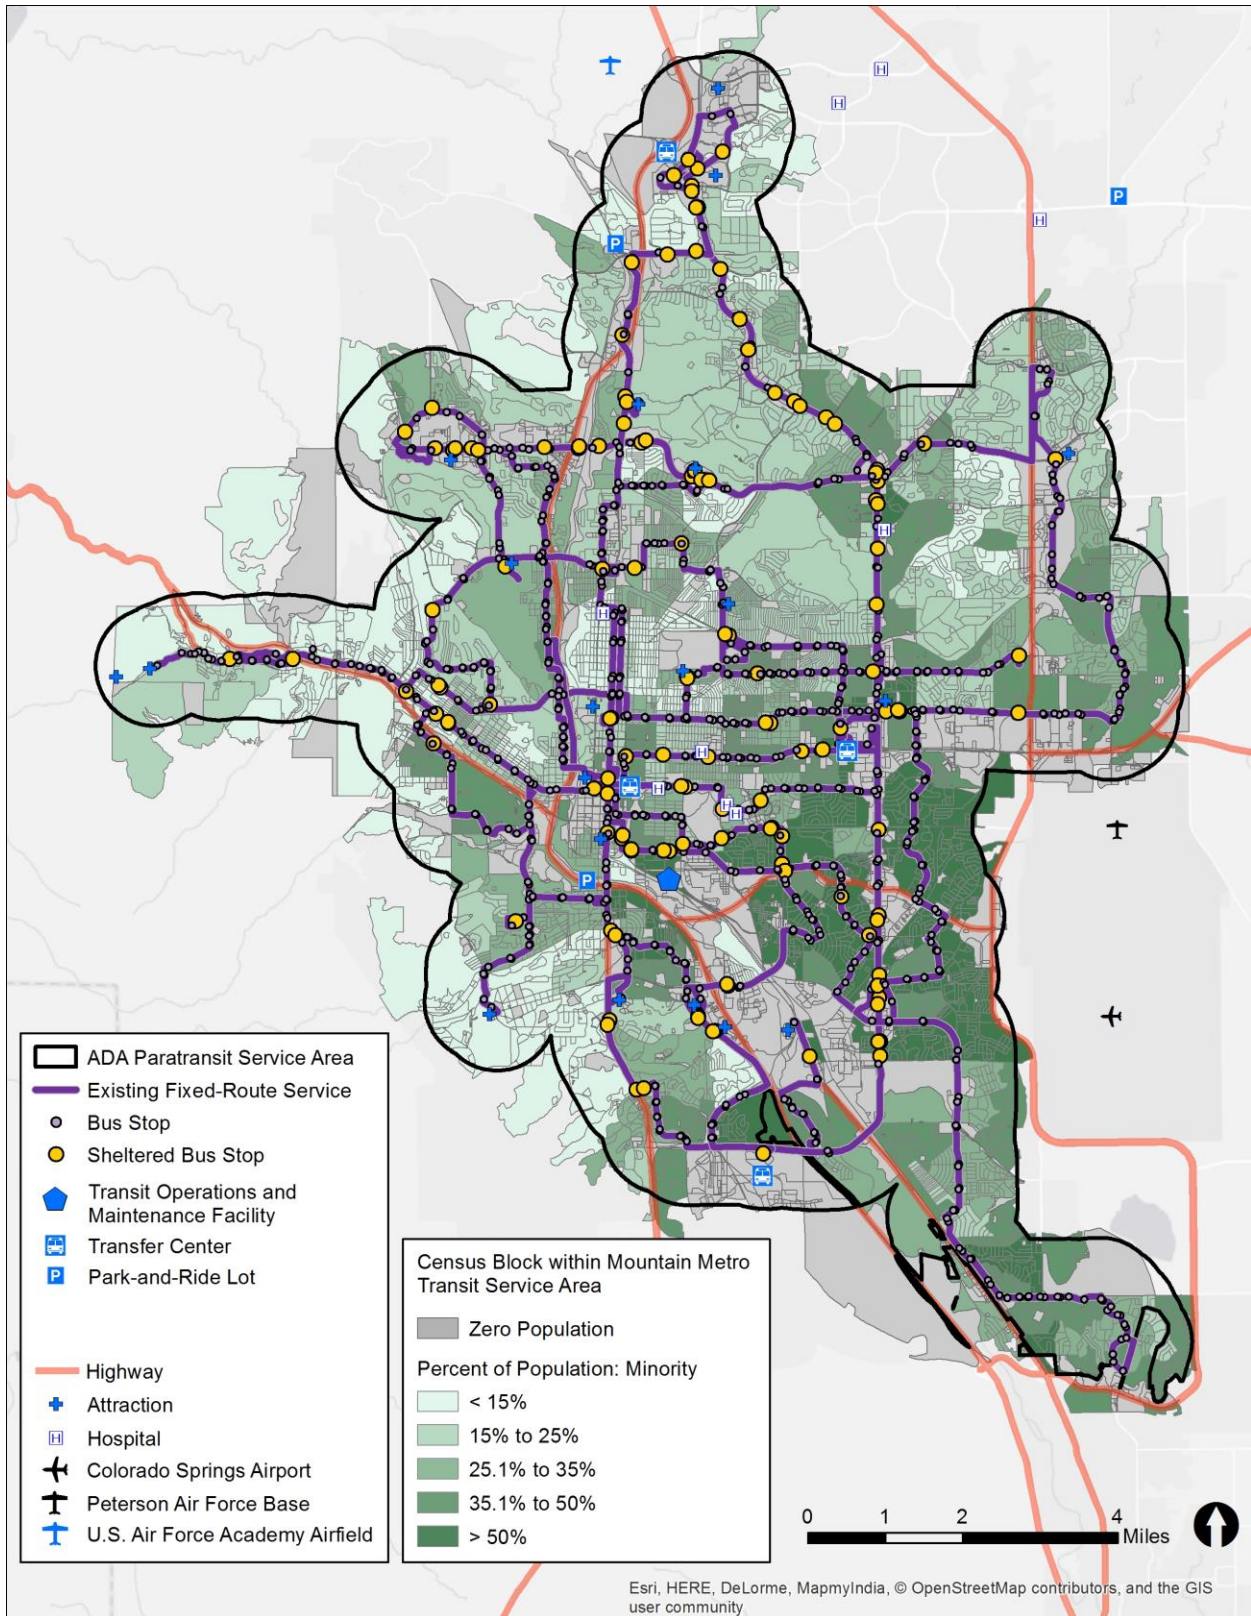 H
H
P
H
P
H
H
H
H
H
H
P
ADA Paratransit Service Area
Existing Fixed-Route Service
Bus Stop
Sheltered Bus Stop
Transit Operations and
Maintenance Facility
Transfer Center
P Park-and-Ride Lot
Highway
Attraction
H Hospital
Colorado Springs Airport
Peterson Air Force Base
U.S. Air Force Academy Airfield
Census Block within Mountain Metro
Transit Service Area
Zero Population
Percent of Population: Minority
< 15%
15% to 25%
25.1% to 35%
35.1% to 50%
> 50%
0 1 2 4
Miles
Esri, HERE, DeLorme, MapmyIndia, © OpenStreetMap contributors, and the GIS
user community